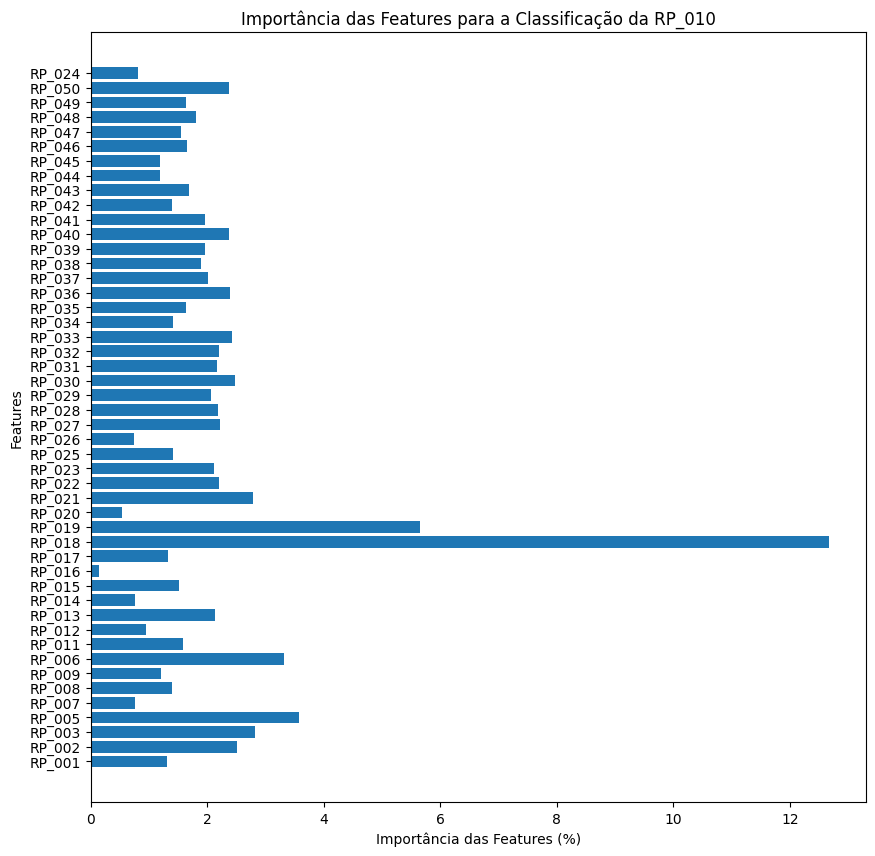 Importância das Features para a Classificação da RP_010
RP_024
RP_050
RP_049
RP_048
RP_047
RP_046
RP_045
RP_044
RP_043
RP_042
RP_041
RP_040
RP_039
RP_038
RP_037
RP_036
RP_035
RP_034
RP_033
RP_032
RP_031
RP_030
RP_029
RP_028
RP_027
RP_026
RP_025
RP_023
RP_022
RP_021
RP_020
RP_019
RP_018
RP_017
RP_016
RP_015
RP_014
RP_013
RP_012
RP_011
RP_006
RP_009
RP_008
RP_007
RP_005
RP_003
RP_002
RP_001
Features
0 2 4 6 8 10 12
Importância das Features (%)